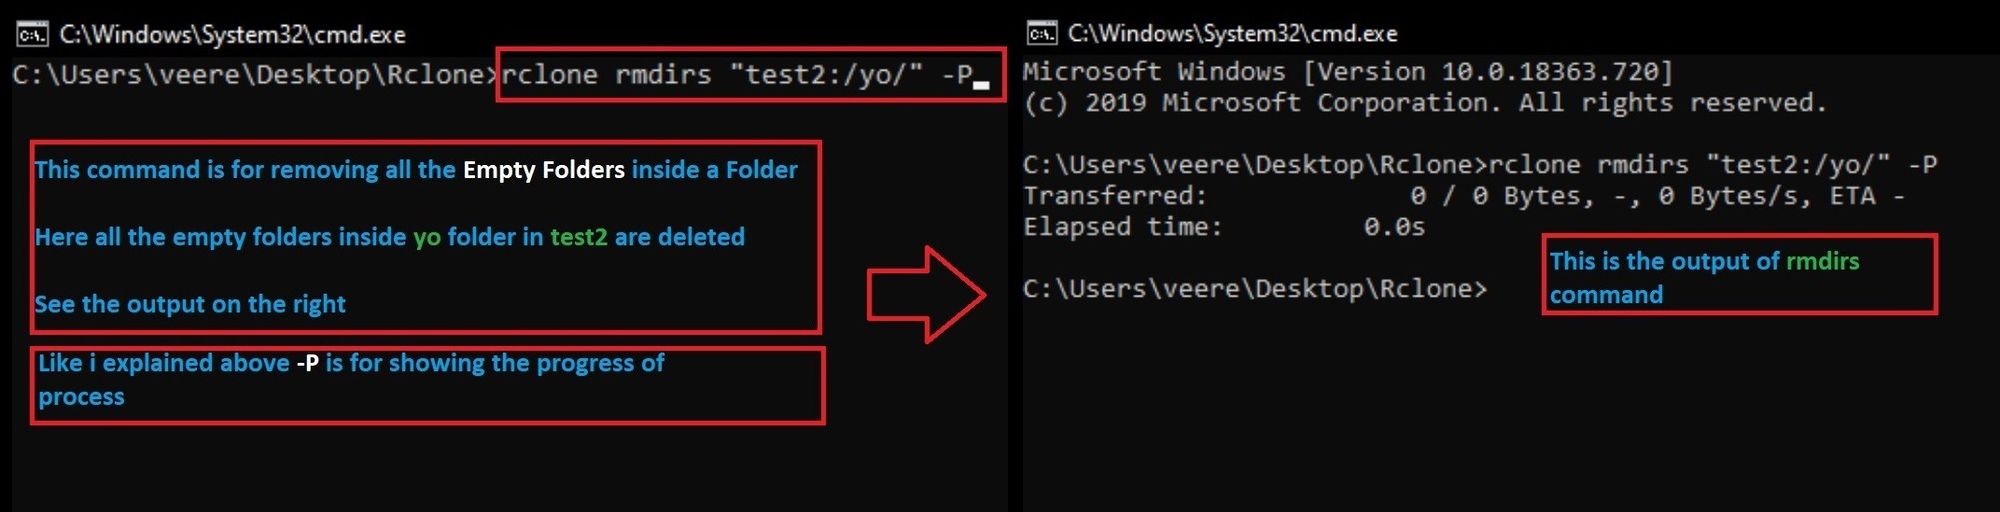 C:\Windows\System32\cmd.exe
C:\Users\veere\Desktop\Rclone>rclone rmdirs "test2:/yo/" -P
This command is for removing all the Empty Folders inside a Folder
Here all the empty folders inside yo folder in test2 are deleted
See the output on the right
Like i explained above -P is for showing the progress of
process
C:\Windows\System32\cmd.exe
Microsoft Windows [Version 10.0.18363.720]
(c) 2019 Microsoft Corporation. All rights reserved.
C:\Users\veere\Desktop\Rclone>rclone rmdirs "test2:/yo/" -P
Transferred: 0 / 0 Bytes, -, 0 Bytes/s, ETA -
Elapsed time: 0.0s
C:\Users\veere\Desktop\Rclone>
This is the output of rmdirs
command